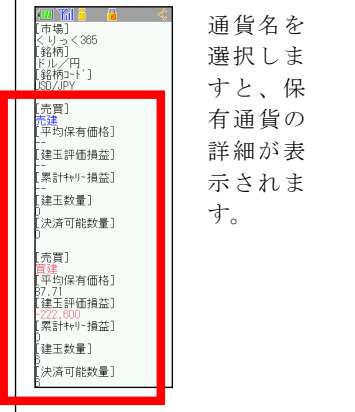 [市場]
くりっく365
[銘柄]
ドル／円
[銘柄ｺｰﾄﾞ]
USD/JPY
[売買]
売建
[平均保有価格]
--
[建玉評価損益]
--
[累計ｷｬﾘｰ損益]
--
[建玉数量]
0
[決済可能数量]
0
[売買]
買建
[平均保有価格]
87.71
[建玉評価損益]
-222,600
[累計ｷｬﾘｰ損益]
0
[建玉数量]
6
[決済可能数量]
6
通貨名を
選択しま
すと、保
有通貨の
詳細が表
示されま
す。